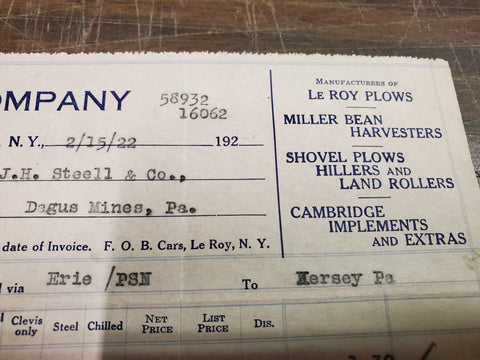 MANUFACTURERS OF
LE ROY PLOWS
MILLER BEAN
HARVESTERS
SHOVEL PLOWS
HILLERS AND
LAND ROLLERS
CAMBRIDGE
IMPLEMENTS
AND EXTRAS
COMPANY
58932
16062
N. Y., 2/15/22 192
J.H. Steell & Co.,
Dagus Mines, Pa.
date of Invoice. F. O. B. Cars, Le Roy, N. Y.
via Erie /PSN To Kersey Pa
Clevis only Steel Chilled NET PRICE LIST PRICE DIS.